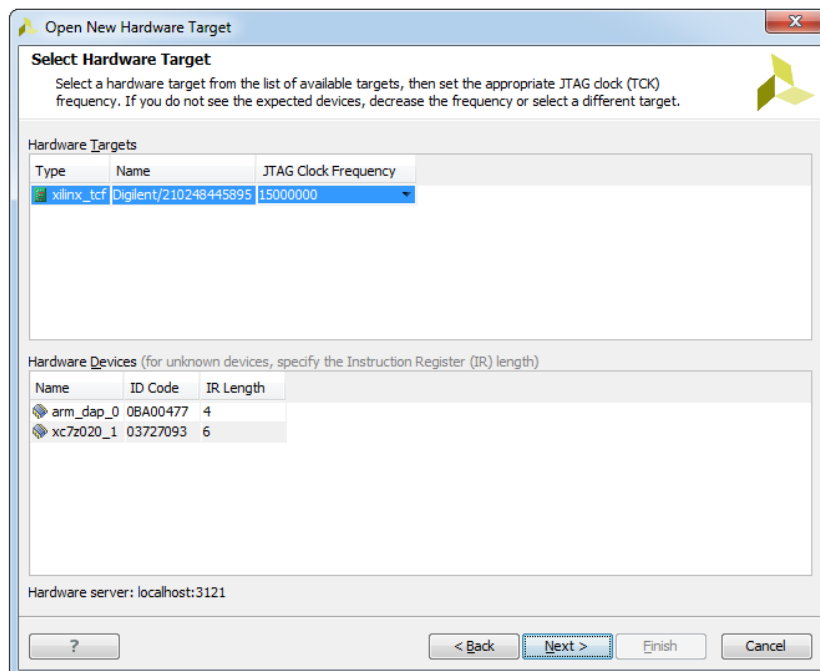 Open New Hardware Target
Select Hardware Target
Select a hardware target from the list of available targets, then set the appropriate JTAG clock (TCK)
frequency. If you do not see the expected devices, decrease the frequency or select a different target.
Hardware Targets
Type Name JTAG Clock Frequency
xilinx_tcf Digilent/210248445895 15000000
Hardware Devices (for unknown devices, specify the Instruction Register (IR) length)
Name ID Code IR Length
arm_dap_0 0BA00477 4
xc7z020_1 03727093 6
Hardware server: localhost:3121
? < Back Next > Finish Cancel